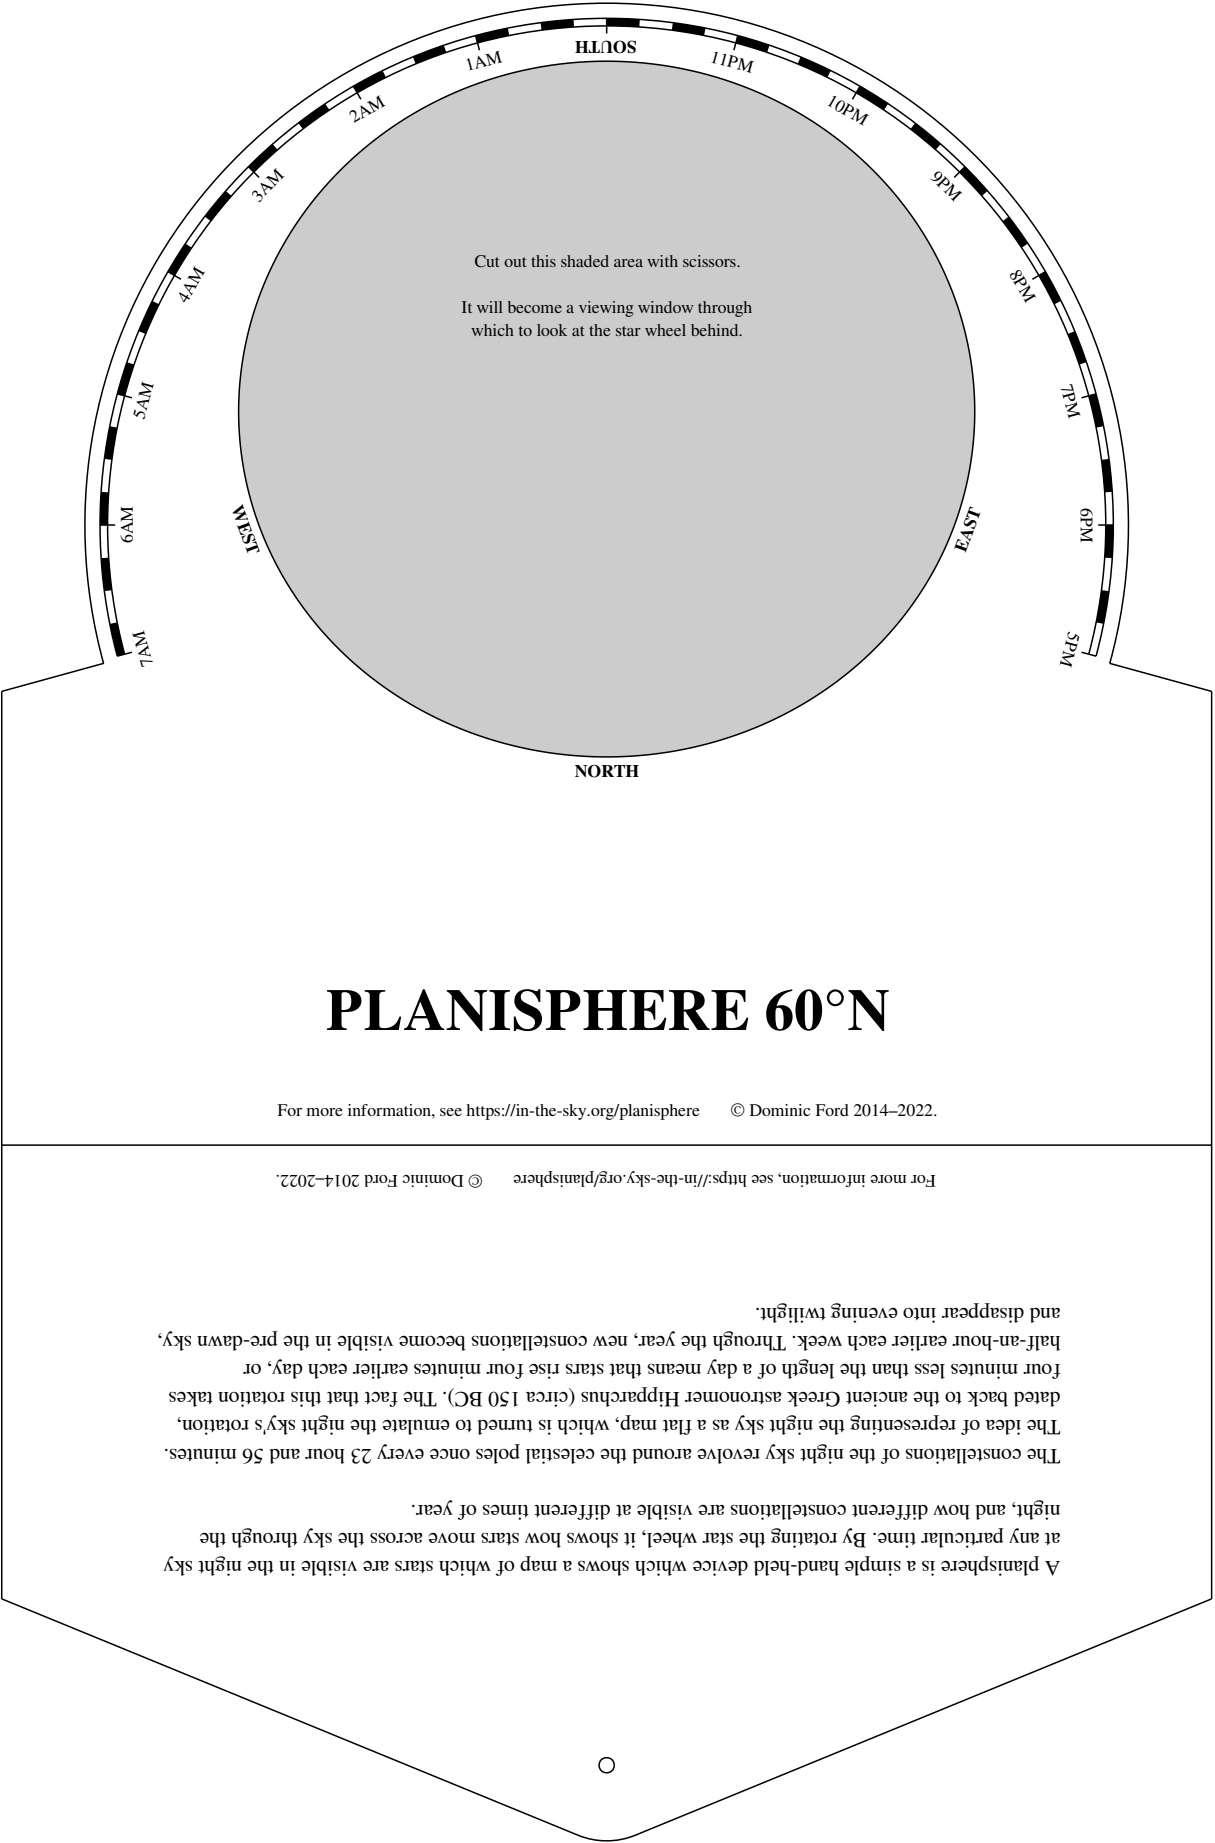 SOUTH
1AM
11PM
2AM
10PM
3AM
9PM
4AM
8PM
5AM
7PM
6AM
6PM
7AM
5PM
WEST
EAST
Cut out this shaded area with scissors.
It will become a viewing window through
which to look at the star wheel behind.
NORTH
PLANISPHERE 60°N
For more information, see https://in-the-sky.org/planisphere © Dominic Ford 2014–2022.
A planisphere is a simple hand-held device which shows a map of which stars are visible in the night sky
at any particular time. By rotating the star wheel, it shows how stars move across the sky through the
night, and how different constellations are visible at different times of year.
The constellations of the night sky revolve around the celestial poles once every 23 hour and 56 minutes.
The idea of representing the night sky as a flat map, which is turned to emulate the night sky's rotation,
dated back to the ancient Greek astronomer Hipparchus (circa 150 BC). The fact that this rotation takes
four minutes less than the length of a day means that stars rise four minutes earlier each day, or
half-an-hour earlier each week. Through the year, new constellations become visible in the pre-dawn sky,
and disappear into evening twilight.
For more information, see https://in-the-sky.org/planisphere © Dominic Ford 2014–2022.